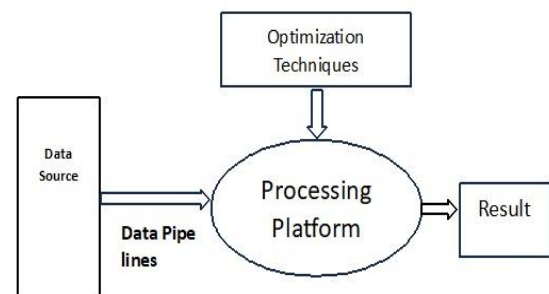 Optimization
Techniques
Data
Source
Processing
Platform
Result
Data Pipe
lines